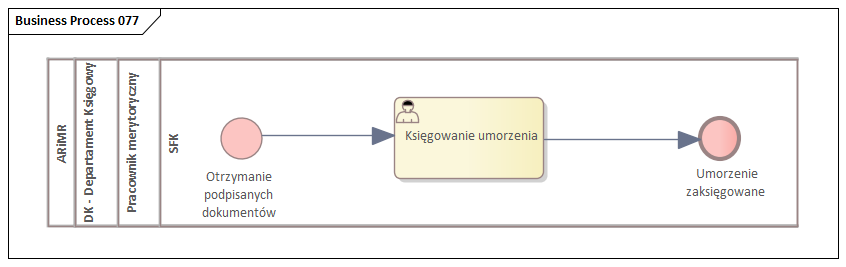 Business Process 077
ARiMR
DK - Departament Księgowy
Pracownik merytoryczny
SFK
Otrzymanie
podpisanych
dokumentów
Księgowanie umorzenia
Umorzenie
zaksięgowane